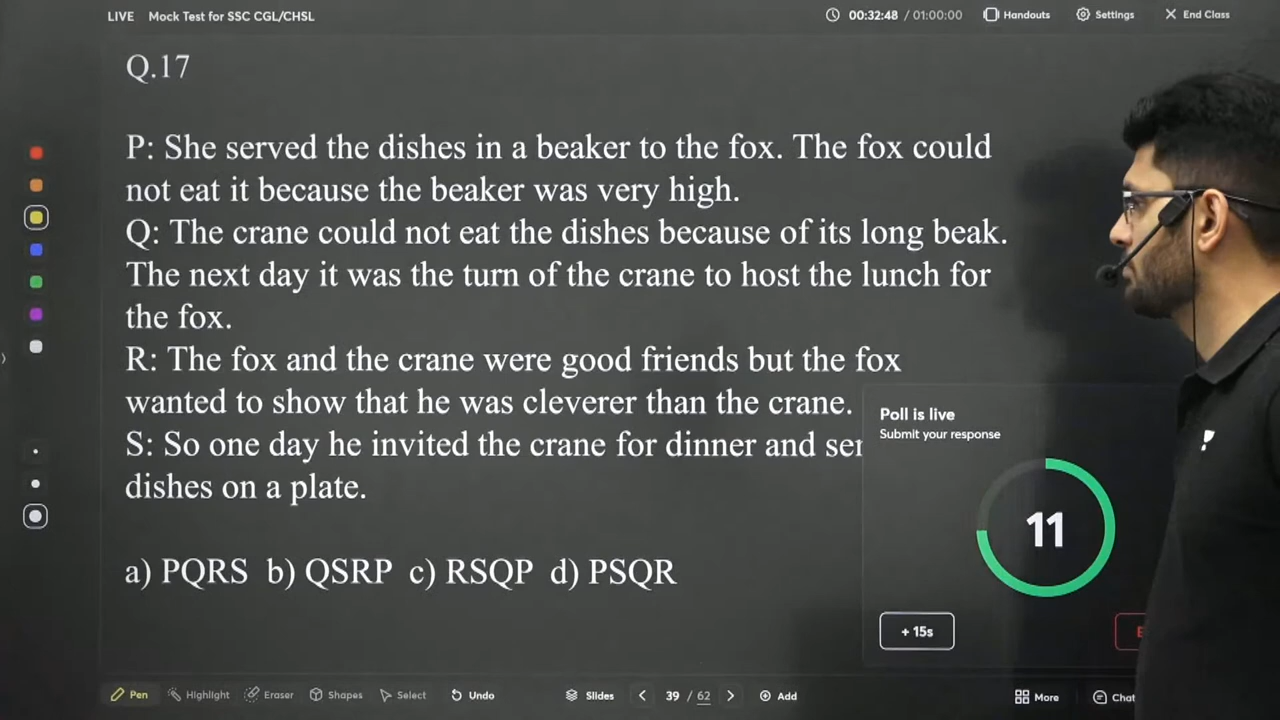 LIVE Mock Test for SSC CGL/CHSL
00:32:48 / 01:00:00 Handouts Settings End Class
Q.17
P: She served the dishes in a beaker to the fox. The fox could
not eat it because the beaker was very high.
Q: The crane could not eat the dishes because of its long beak.
The next day it was the turn of the crane to host the lunch for
the fox.
R: The fox and the crane were good friends but the fox
wanted to show that he was cleverer than the crane.
S: So one day he invited the crane for dinner and
dishes on a plate.
a) PQRS b) QSRP c) RSQP d) PSQR
Poll is live
Submit your response
11
+ 15s
Pen Highlight Eraser Shapes Select Undo Slides 39 / 62 Add More Chat